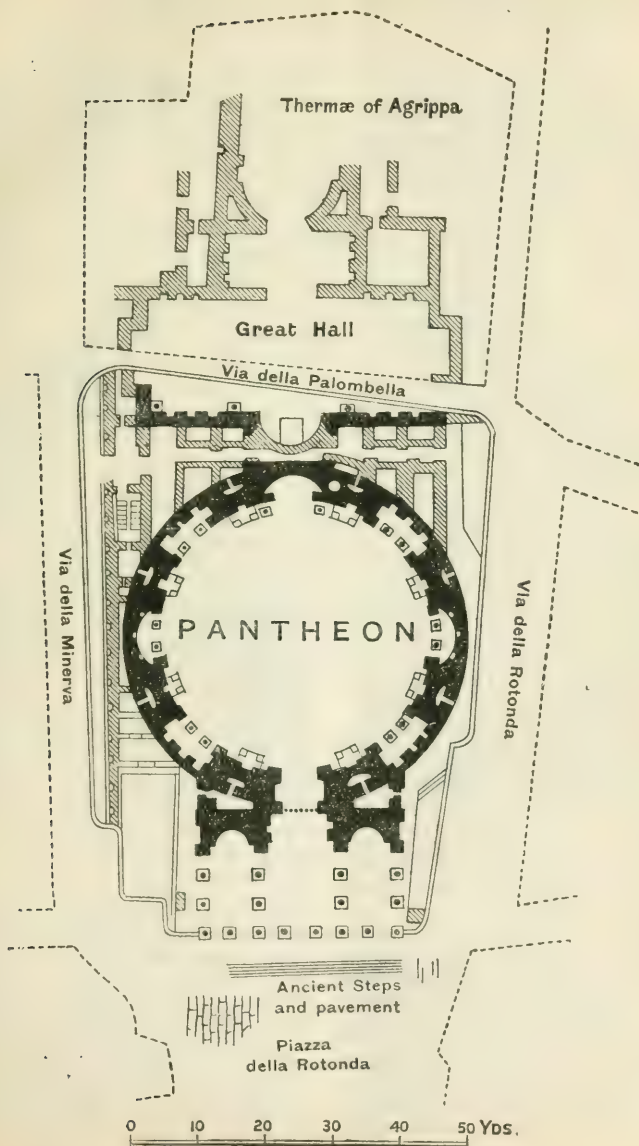 Thermæ of Agrippa
Great Hall
Via della Palombella
Via della Minerva
PANTHEON
Via della Rotonda
Ancient Steps
and pavement
Piazza
della Rotonda
0 10 20 30 40 50 YDS.